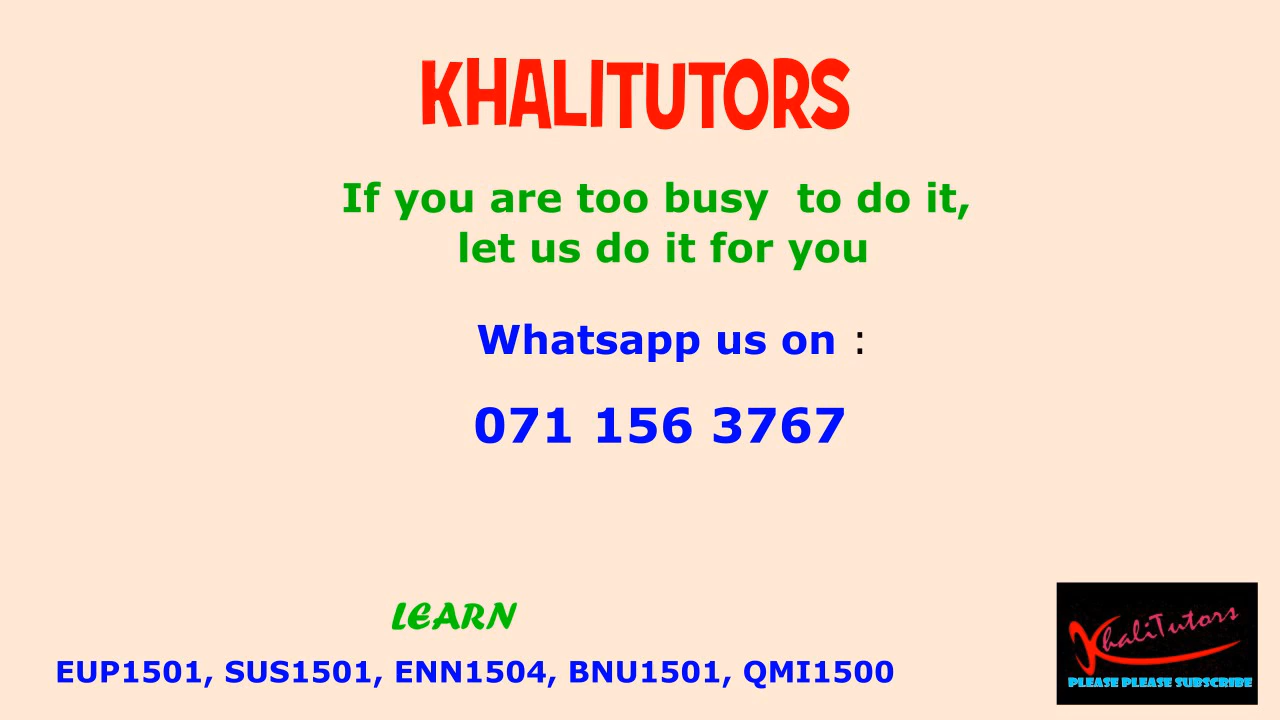 KHALITUTORS
If you are too busy  to do it,
let us do it for you
Whatsapp us on :
071 156 3767
LEARN
EUP1501, SUS1501, ENN1504, BNU1501, QMI1500
KhaliTutors
PLEASE PLEASE SUBSCRIBE